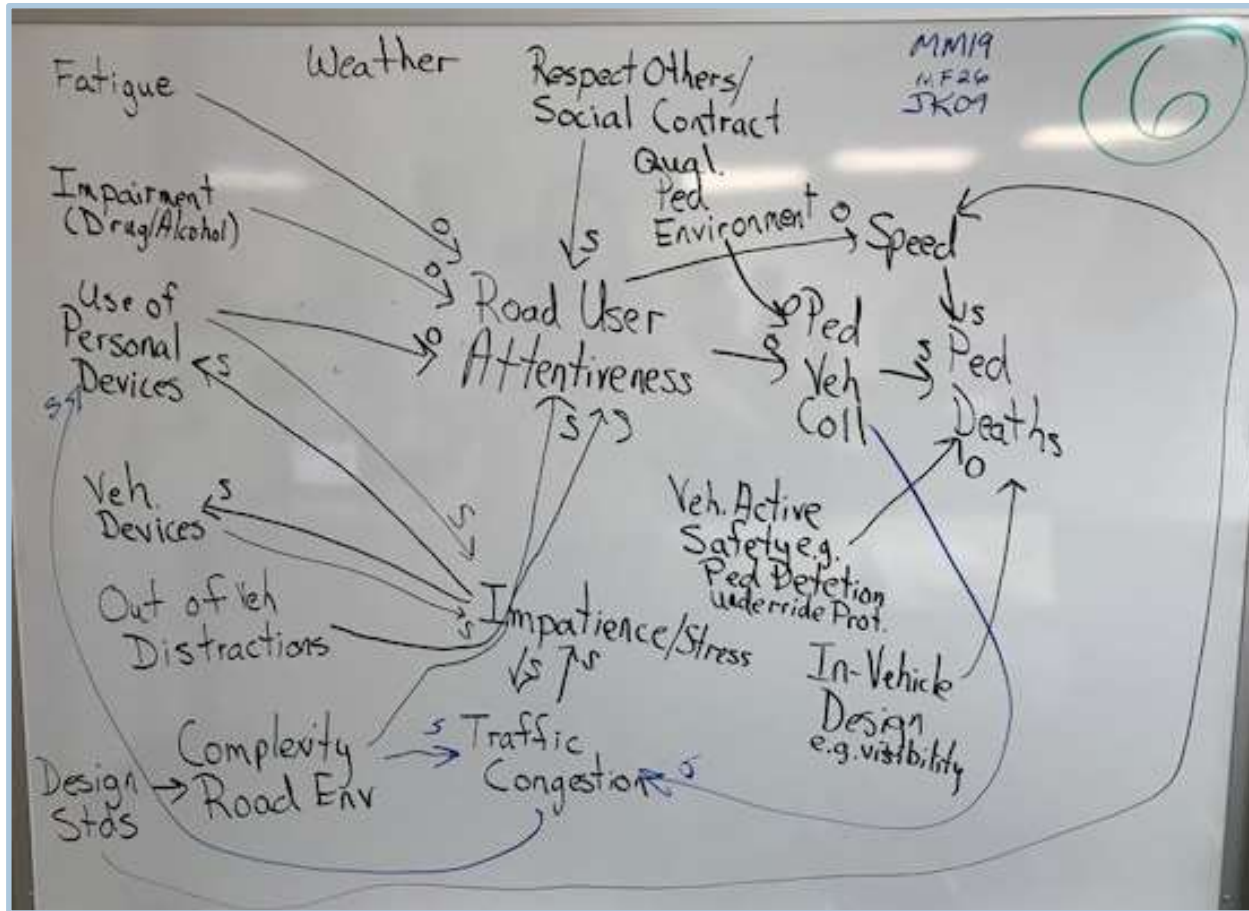 Fatigue
Weather
Respect Others/
Social Contract
MM19
N.F26
JK09
6
Impairment
(Drug/Alcohol)
Qual.
Ped
Environment
O
O
S
O
Speed
Use of
Personal
Devices
Road User
Attentiveness
O
S
O
O
Ped
Veh
Coll
S
S
Ped
Deaths
S
S
O
Veh.
Devices
S
S
S
Veh. Active
Safety e.g.
Ped Detetion
underride Prot.
Out of Veh
Distractions
S
Impatience/Stress
S
S
In-Vehicle
Design
e.g. vistbility
Complexity
Road Env
S
Traffic
Congestion
Design
Stds